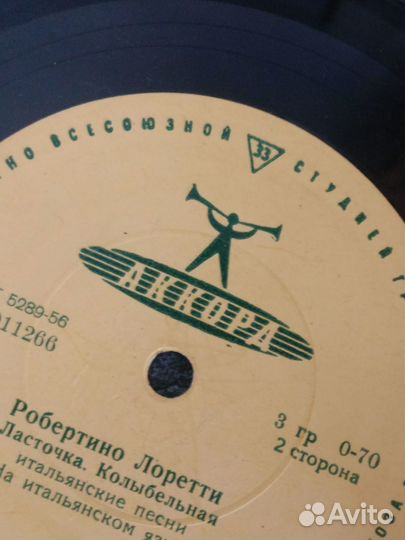 НО ВСЕСОЮЗНОЙ 33 СТУДИЕЙ ГР
АККОРД
5289-56
011266
Робертино Лоретти
Ласточка. Колыбельная
итальянские песни
На итальянском яз
3 гр 0-70
2 сторона
Avito